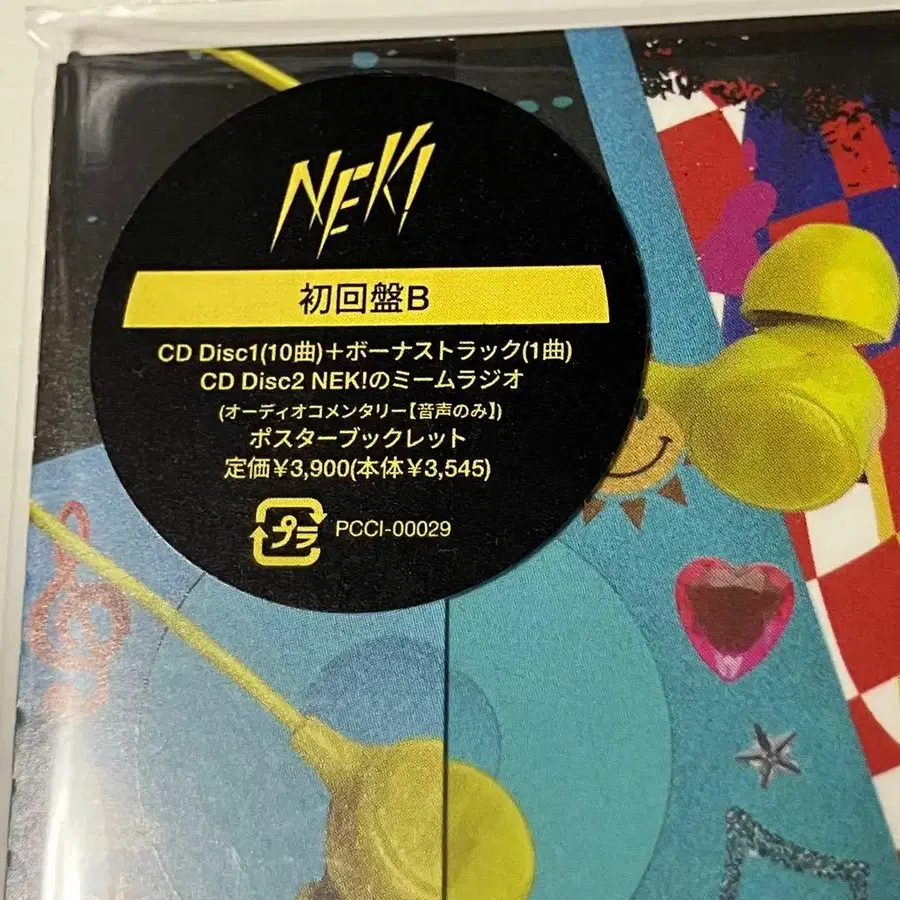 NEK!
初回盤B
CD Disc1(10曲)+ボーナストラック(1曲)
CD Disc2 NEK!のミームラジオ
(オーディオコメンタリー【音声のみ】)
ポスターブックレット
定価¥3,900(本体¥3,545)
プラ PCCI-00029